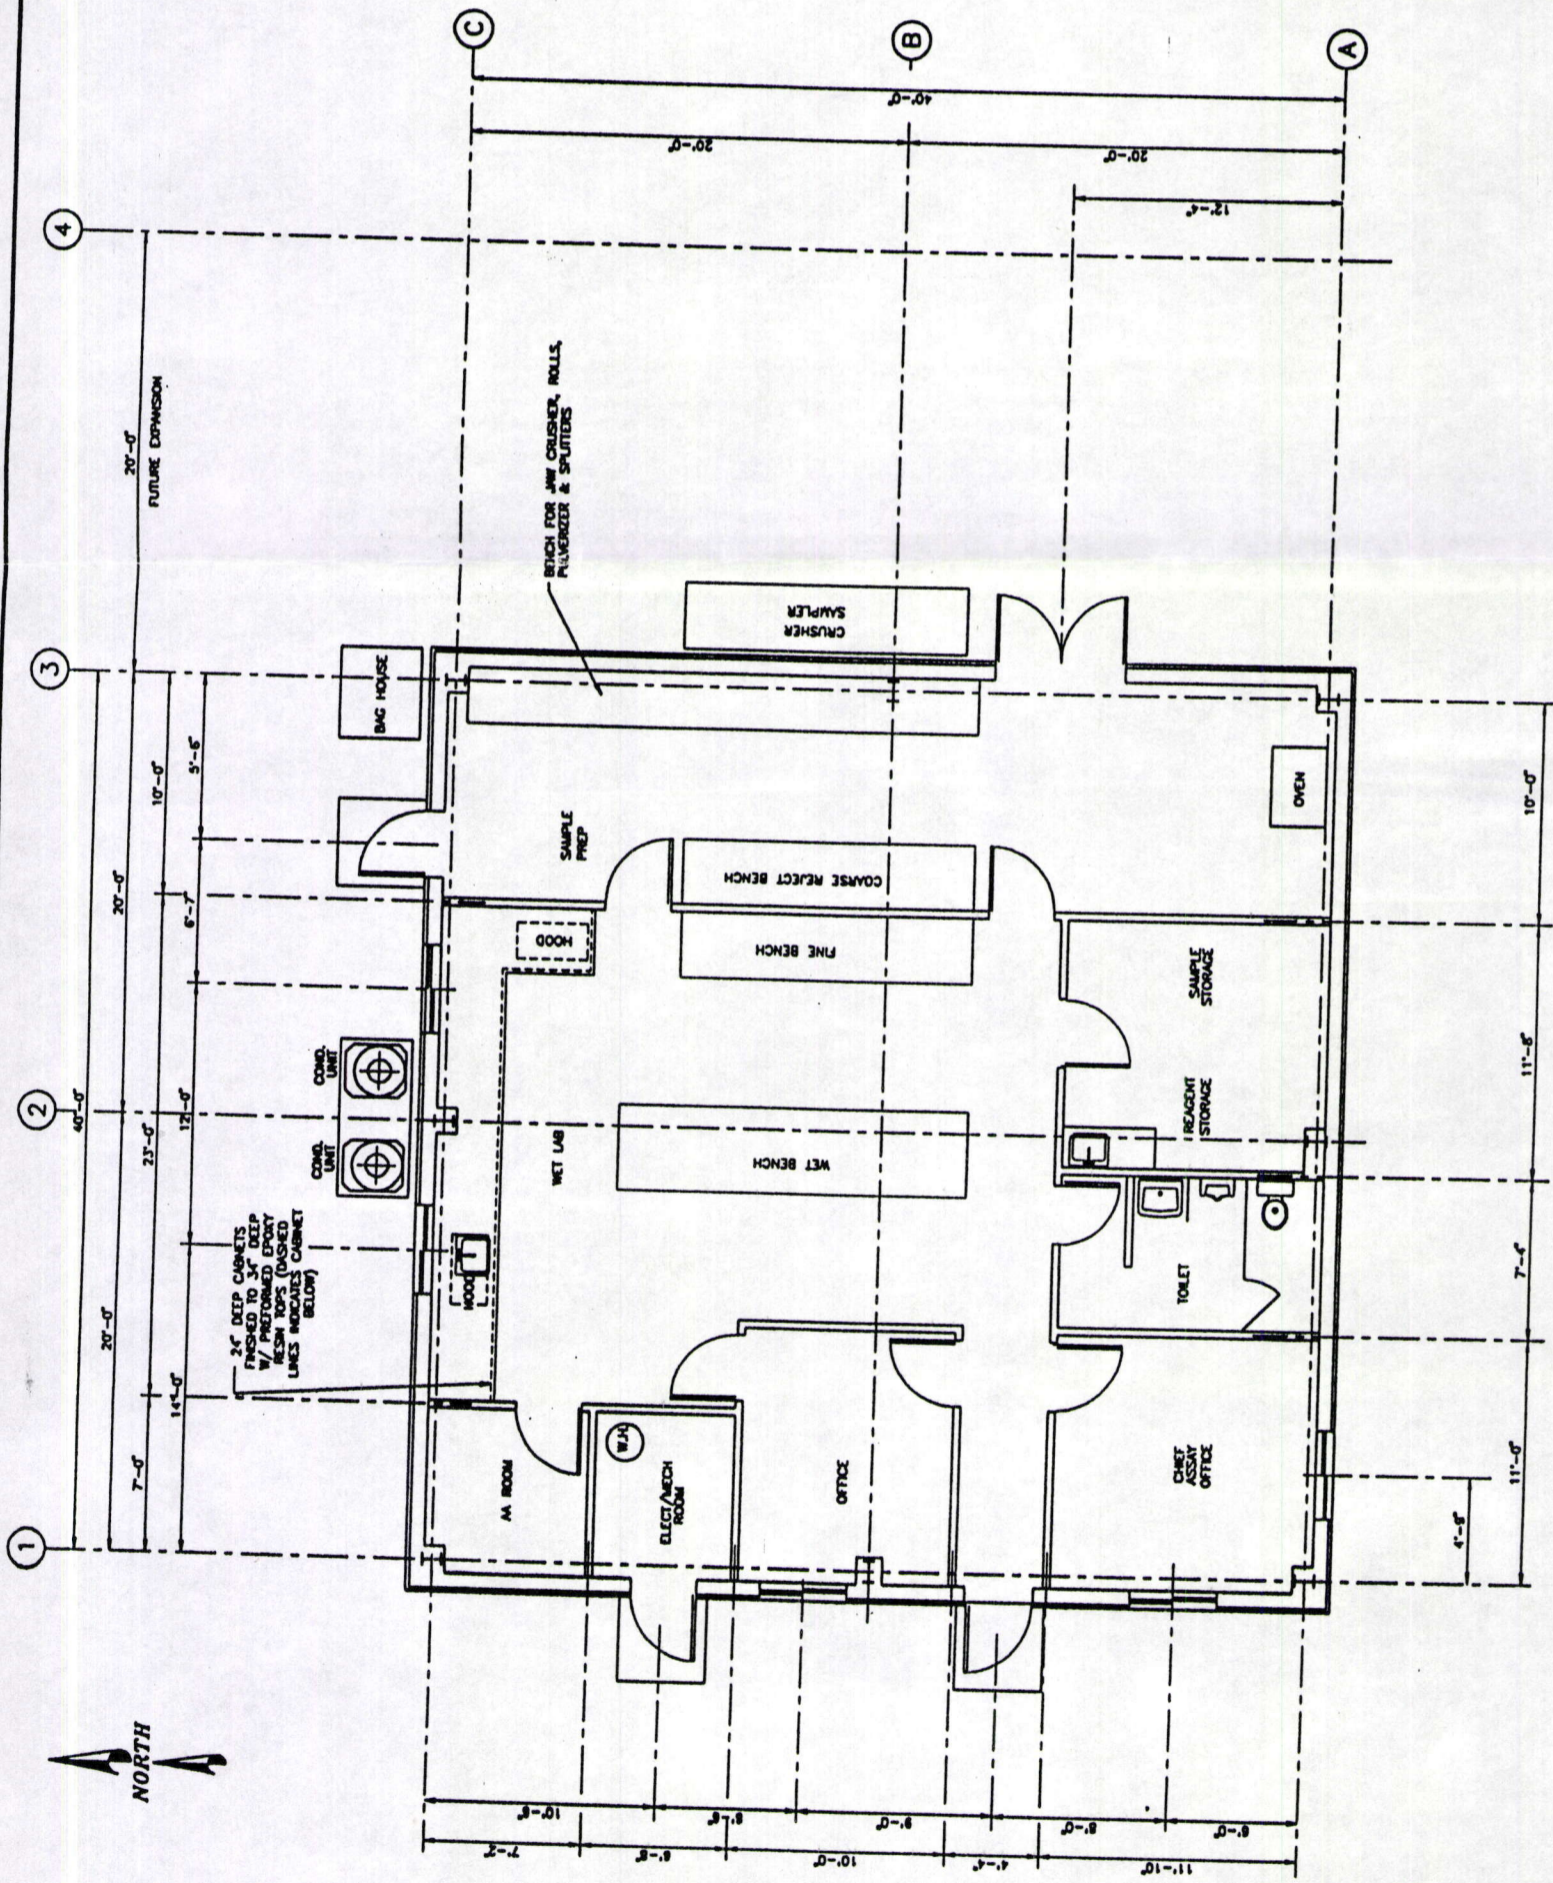 4
3
2
1
C
B
A
20'-0"
FUTURE EXPANSION
40'-0"
20'-0"
20'-0"
10'-0"
23'-0"
7'-0"
5'-6"
6'-7"
12'-0"
14'-0"
40'-0"
20'-0"
20'-0"
12'-4"
BENCH FOR JAW CRUSHER, ROLLS,
PULVERIZER & SPLITERS
24" DEEP CABNETS
FINISHED TO 34" DEEP
W/ PREFORMED EPOXY
RESIN TOPS (DASHED
LINES INDICATES CABINET
BELOW)
BAG HOUSE
COND.
UNIT
COND.
UNIT
CRUSHER
SAMPLER
SAMPLE
PREP
COARSE REJECT BENCH
HOOD
FINE BENCH
OVEN
SAMPLE
STORAGE
REAGENT
STORAGE
WET LAB
WET BENCH
HOOD
TOILET
AA ROOM
W.H.
ELECT/MECH
ROOM
OFFICE
CHIEF
ASSAY
OFFICE
10'-0"
11'-8"
7'-4"
11'-0"
4'-9"
NORTH
10'-6"
9'-0"
8'-0"
6'-0"
7'-2"
6'-8"
10'-0"
4'-4"
11'-10"